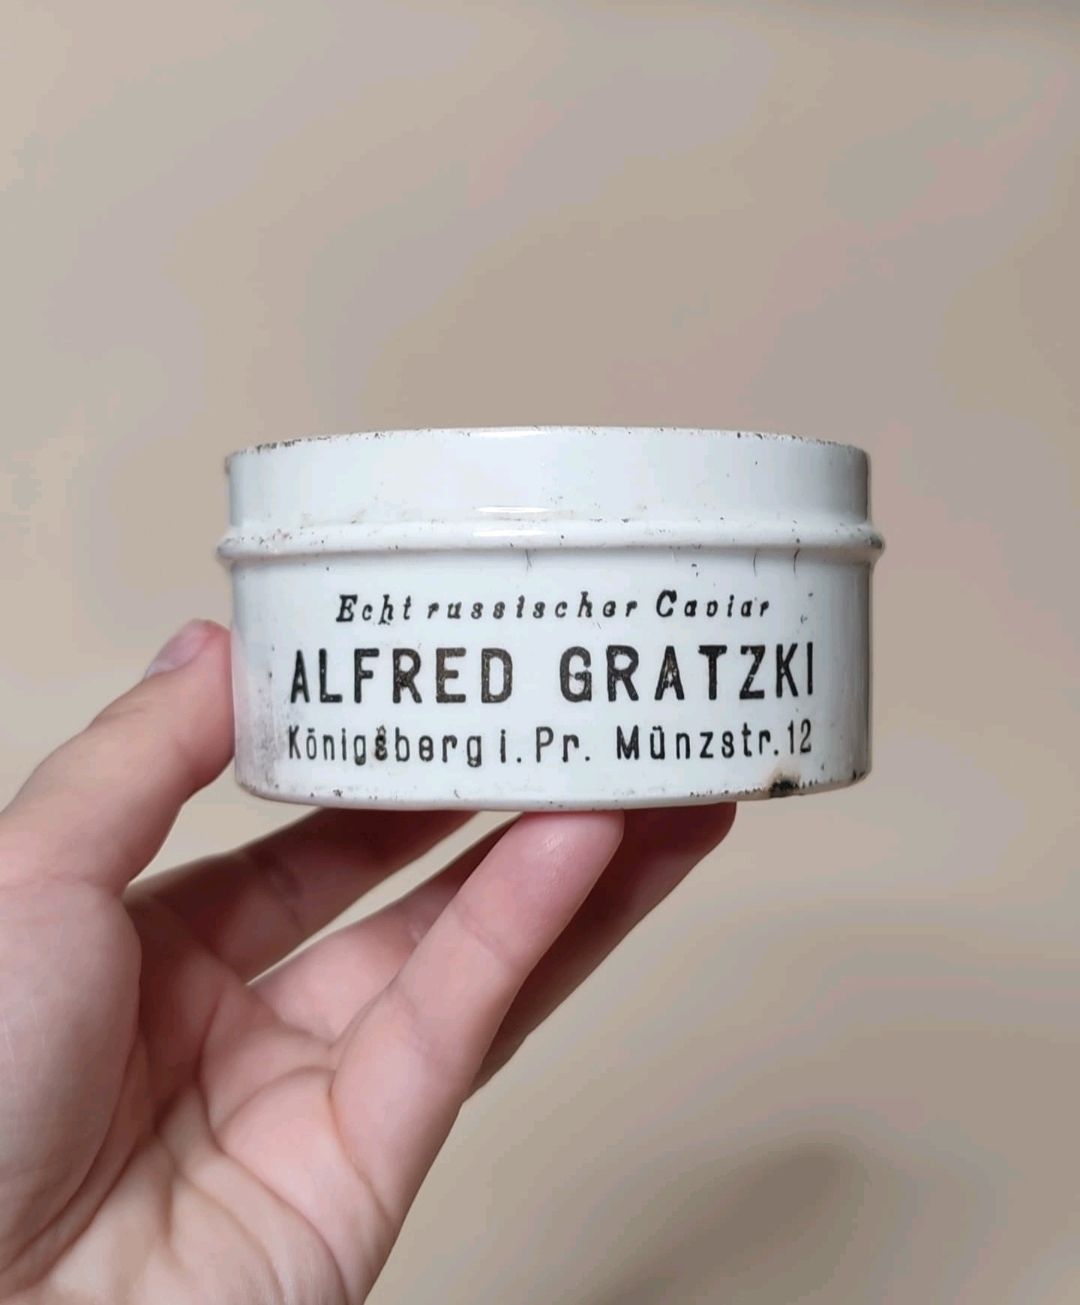 Echt russischer Caviar
ALFRED GRATZKI
Königsberg i. Pr. Münzstr. 12